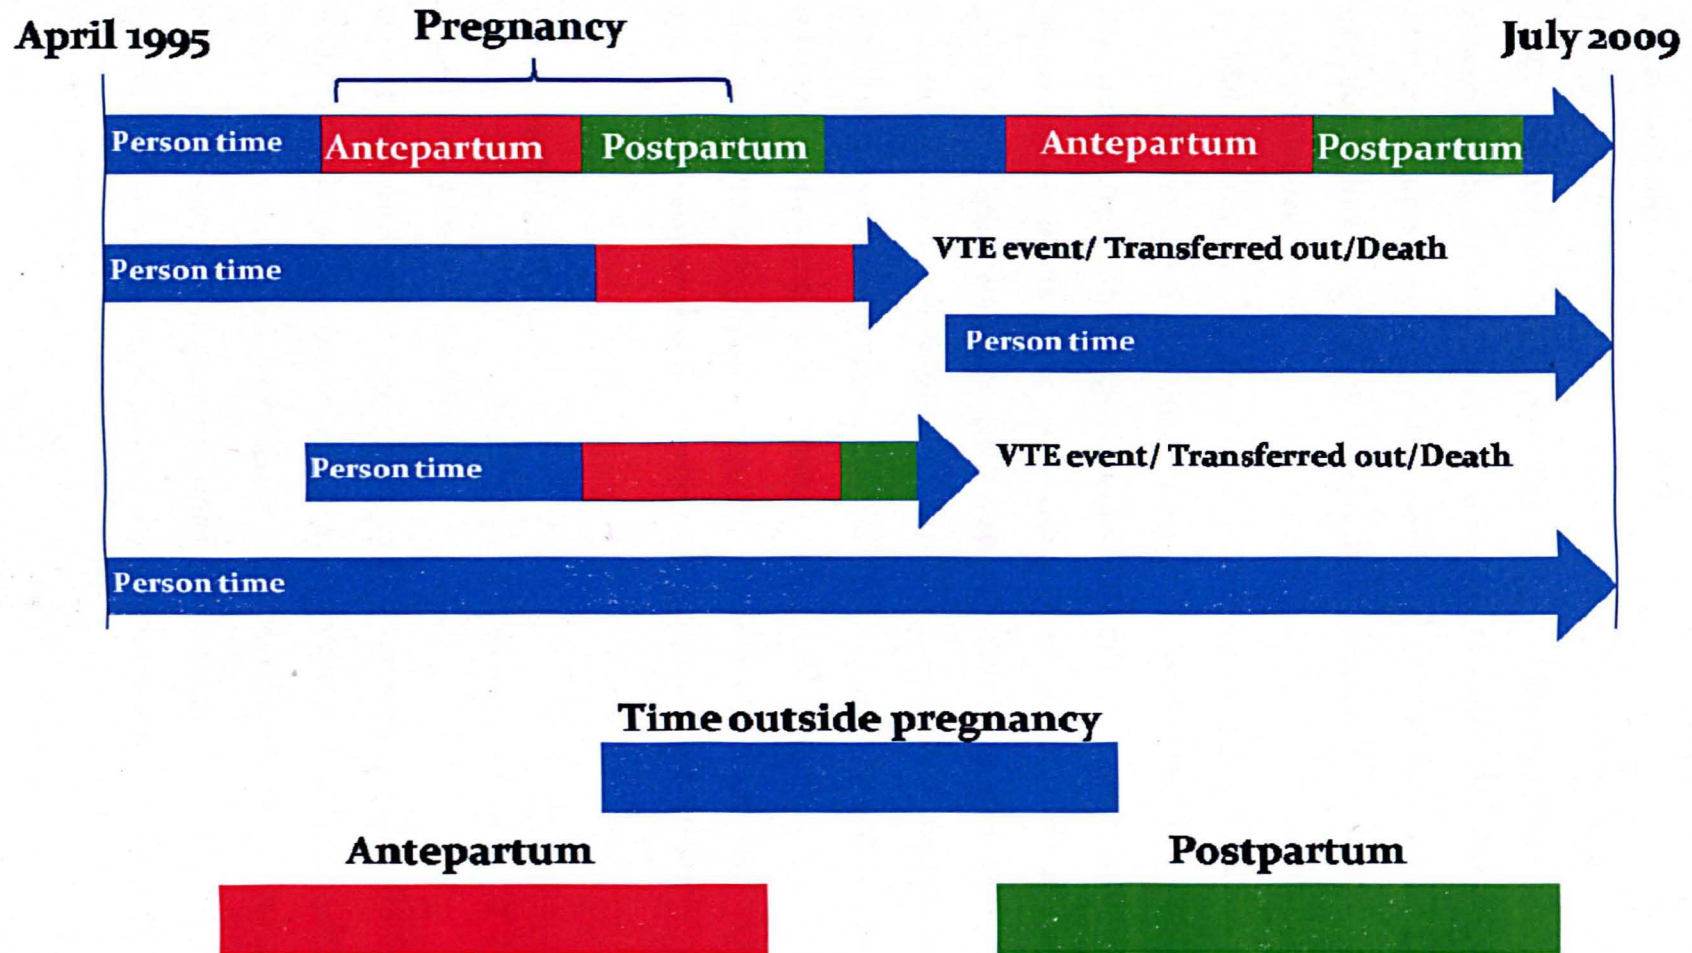 Pregnancy
April 1995
July 2009
Person time
Antepartum
Postpartum
Antepartum
Postpartum
Person time
VTE event/ Transferred out/Death
Person time
Person time
VTE event/ Transferred out/Death
Person time
Time outside pregnancy
Antepartum
Postpartum